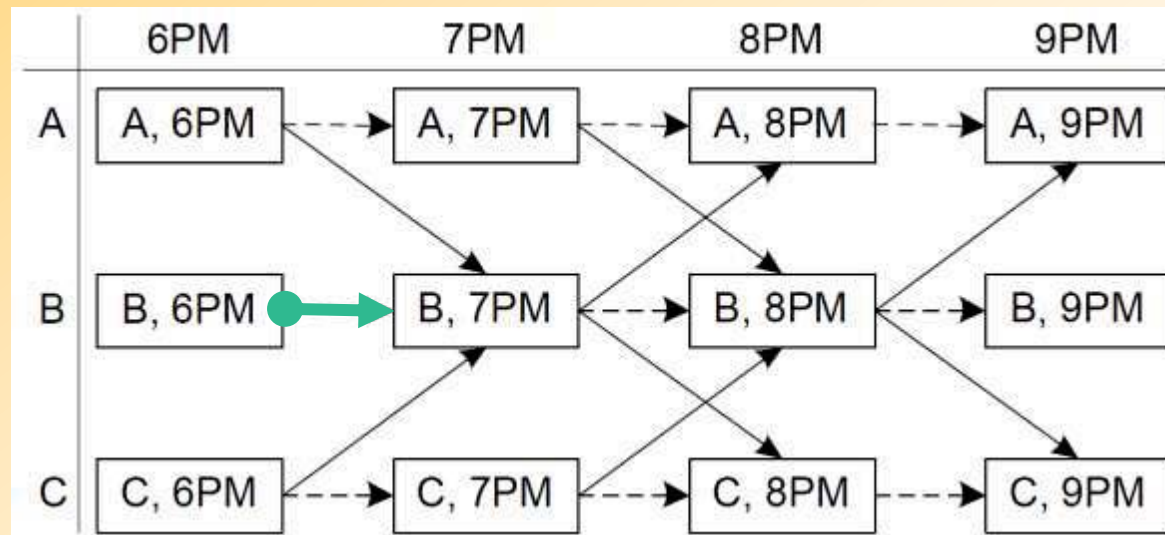 6PM 7PM 8PM 9PM
A A, 6PM A, 7PM A, 8PM A, 9PM
B B, 6PM B, 7PM B, 8PM B, 9PM
C C, 6PM C, 7PM C, 8PM C, 9PM